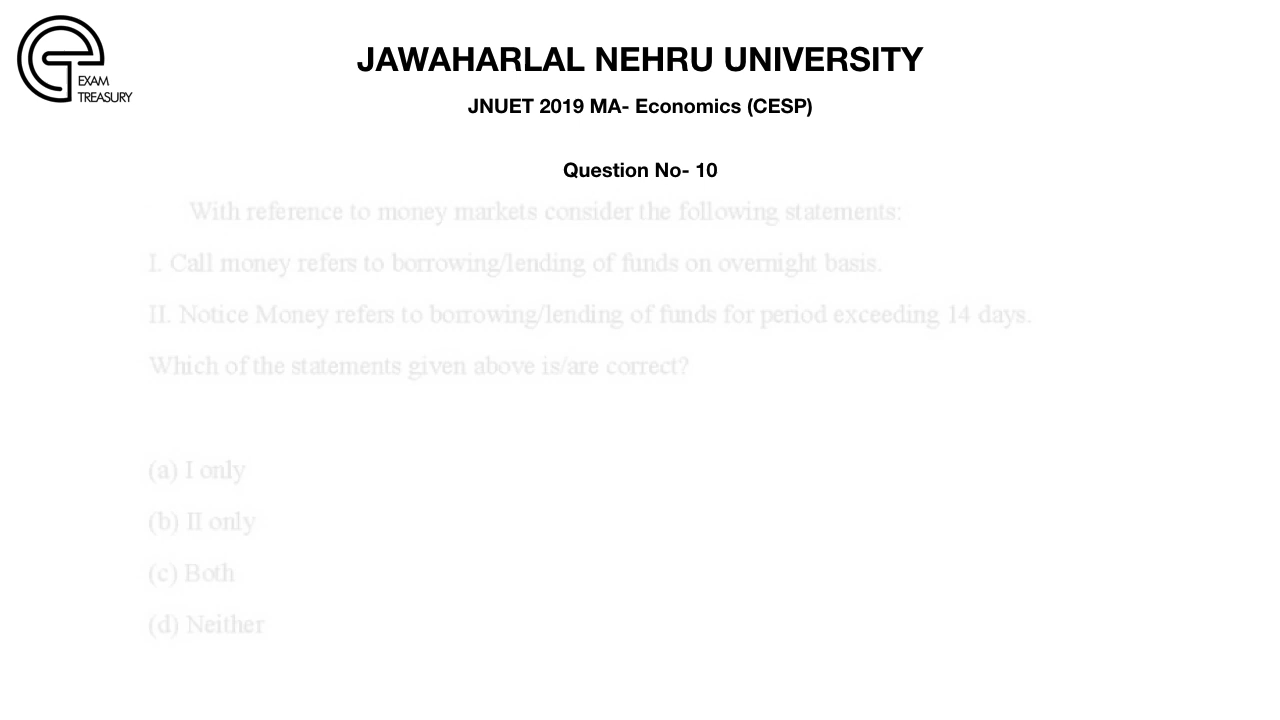 EXAM
TREASURY
JAWAHARLAL NEHRU UNIVERSITY
JNUET 2019 MA- Economics (CESP)
Question No- 10
With reference to money markets consider the following statements:
I. Call money refers to borrowing/lending of funds on overnight basis.
II. Notice Money refers to borrowing/lending of funds for period exceeding 14 days.
Which of the statements given above is/are correct?
(a) I only
(b) II only
(c) Both
(d) Neither